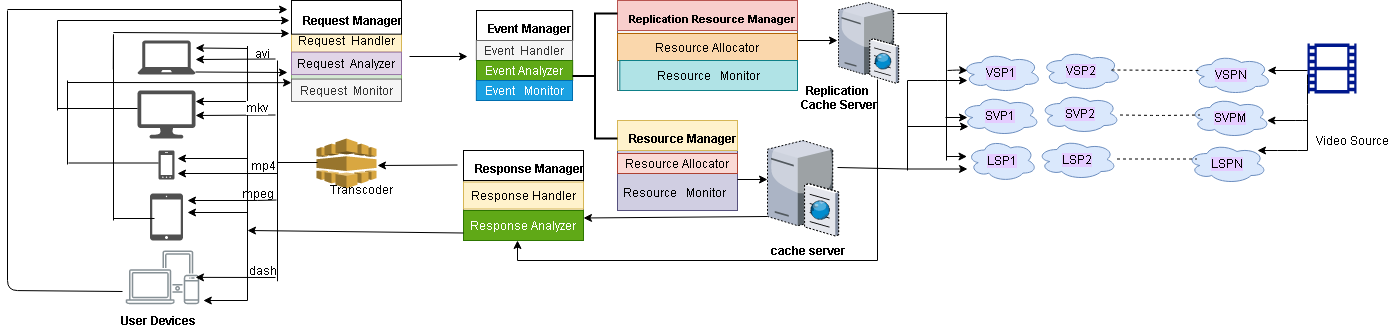 Request Manager
Request Handler
Request Analyzer
Request Monitor
Event Manager
Event Handler
Event Analyzer
Event Monitor
Replication Resource Manager
Resource Allocator
Resource Monitor
Replication
Cache Server
Resource Manager
Resource Allocator
Resource Monitor
cache server
Response Manager
Response Handler
Response Analyzer
Transcoder
avi
mkv
mp4
mpeg
dash
User Devices
VSP1
VSP2
VSPN
SVP1
SVP2
SVPM
LSP1
LSP2
LSPN
Video Source